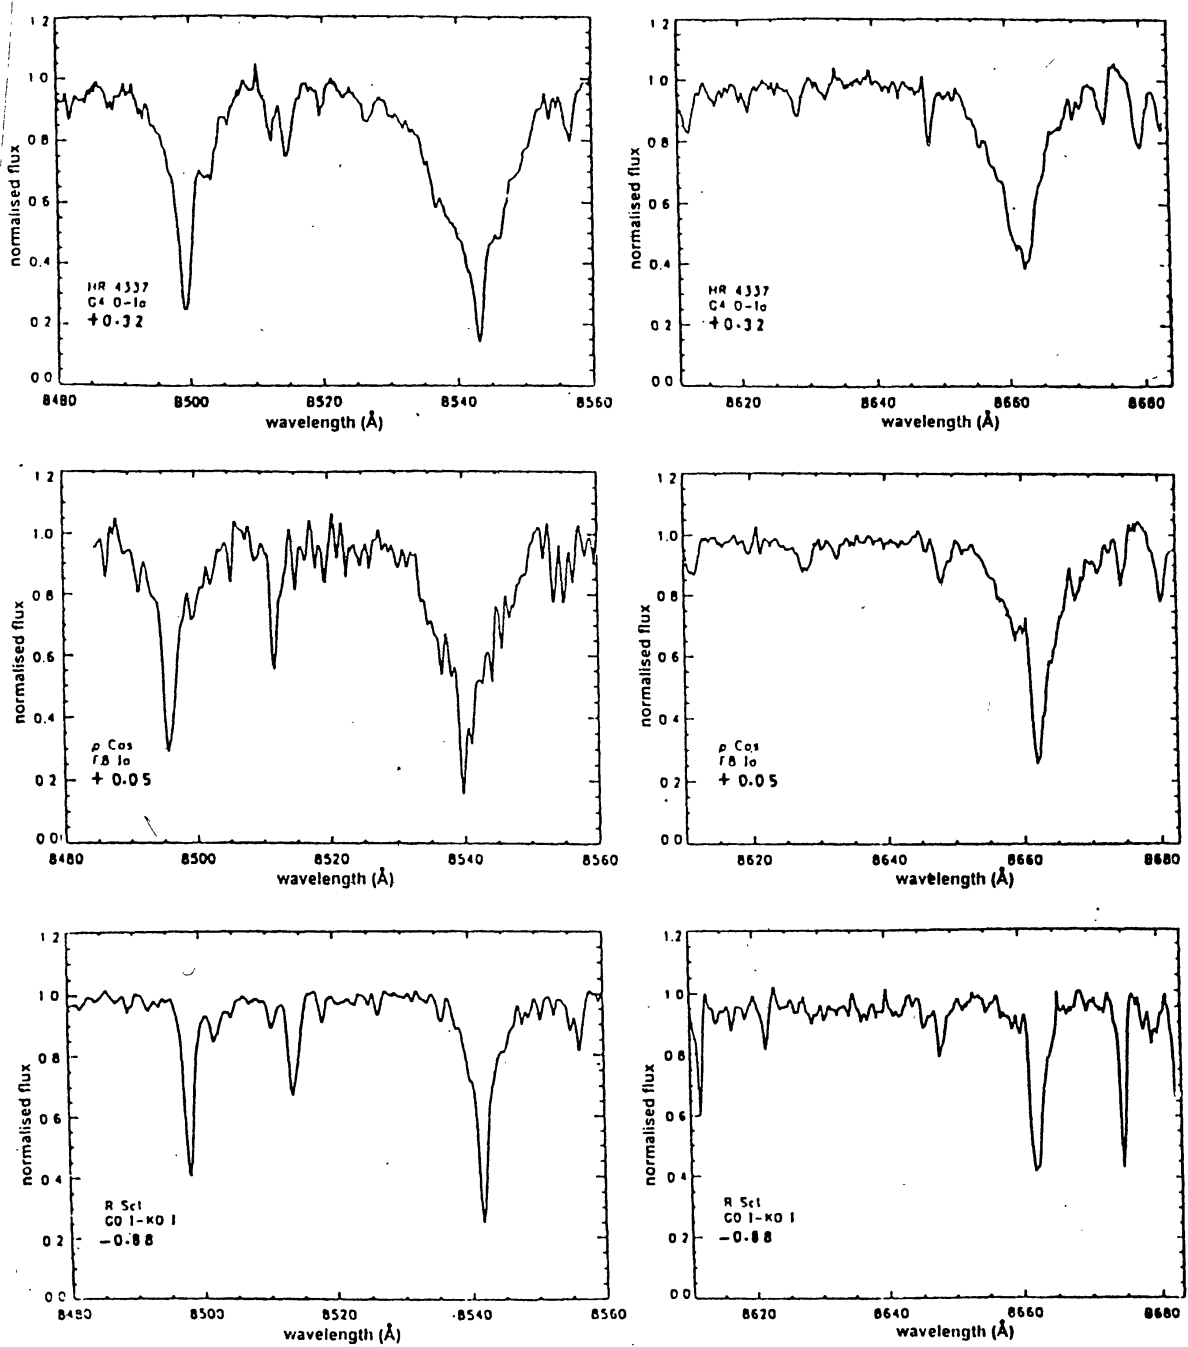 1.2
1.0
0.8
0.6
0.4
0.2
0.0
normalised flux
HR 4337
G4 0-Ia
+0.32
8480 8500 8520 8540 8560
wavelength (Å)
1.2
1.0
0.8
0.6
0.4
0.2
0.0
normalised flux
HR 4337
G4 0-Ia
+0.32
8620 8640 8660 8680
wavelength (Å)
1.2
1.0
0.8
0.6
0.4
0.2
0.0
normalised flux
ρ Cas
F8 Ia
+0.05
8480 8500 8520 8540 8560
wavelength (Å)
1.2
1.0
0.8
0.6
0.4
0.2
0.0
normalised flux
ρ Cas
F8 Ia
+0.05
8620 8640 8660 8680
wavelength (Å)
1.2
1.0
0.8
0.6
0.4
0.2
0.0
normalised flux
R Sct
G0 I-K0 I
-0.88
8480 8500 8520 8540 8560
wavelength (Å)
1.2
1.0
0.8
0.6
0.4
0.2
0.0
normalised flux
R Sct
G0 I-K0 I
-0.88
8620 8640 8660 8680
wavelength (Å)